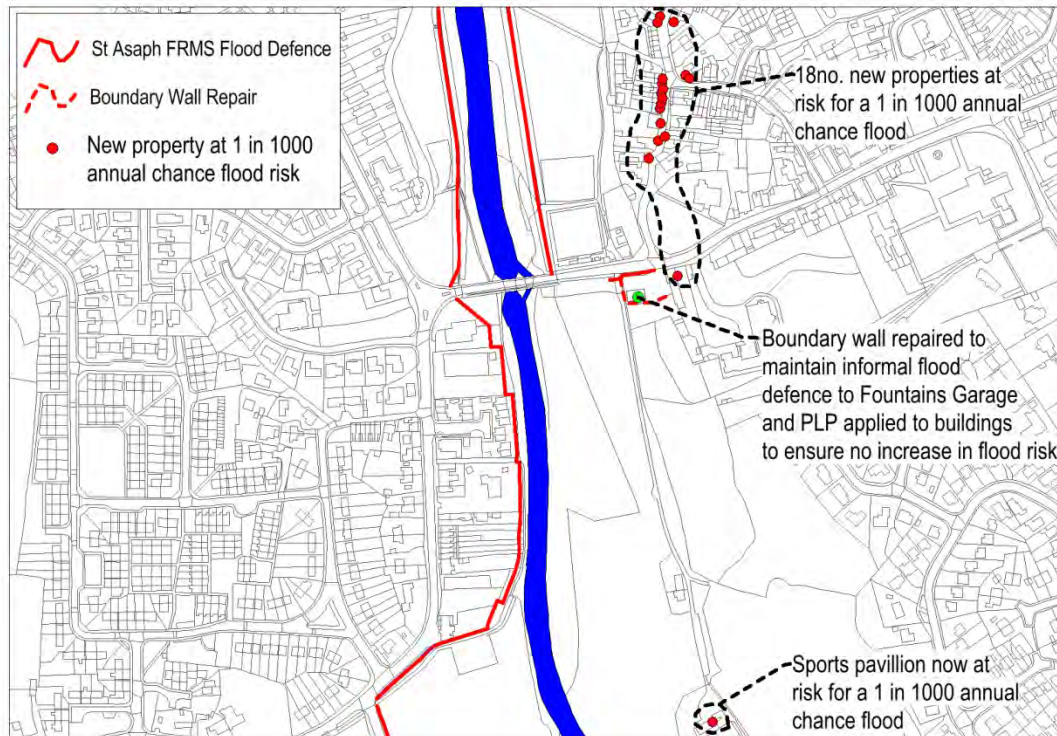 St Asaph FRMS Flood Defence
Boundary Wall Repair
New property at 1 in 1000
annual chance flood risk
18no. new properties at
risk for a 1 in 1000 annual
chance flood
Boundary wall repaired to
maintain informal flood
defence to Fountains Garage
and PLP applied to buildings
to ensure no increase in flood risk
Sports pavillion now at
risk for a 1 in 1000 annual
chance flood